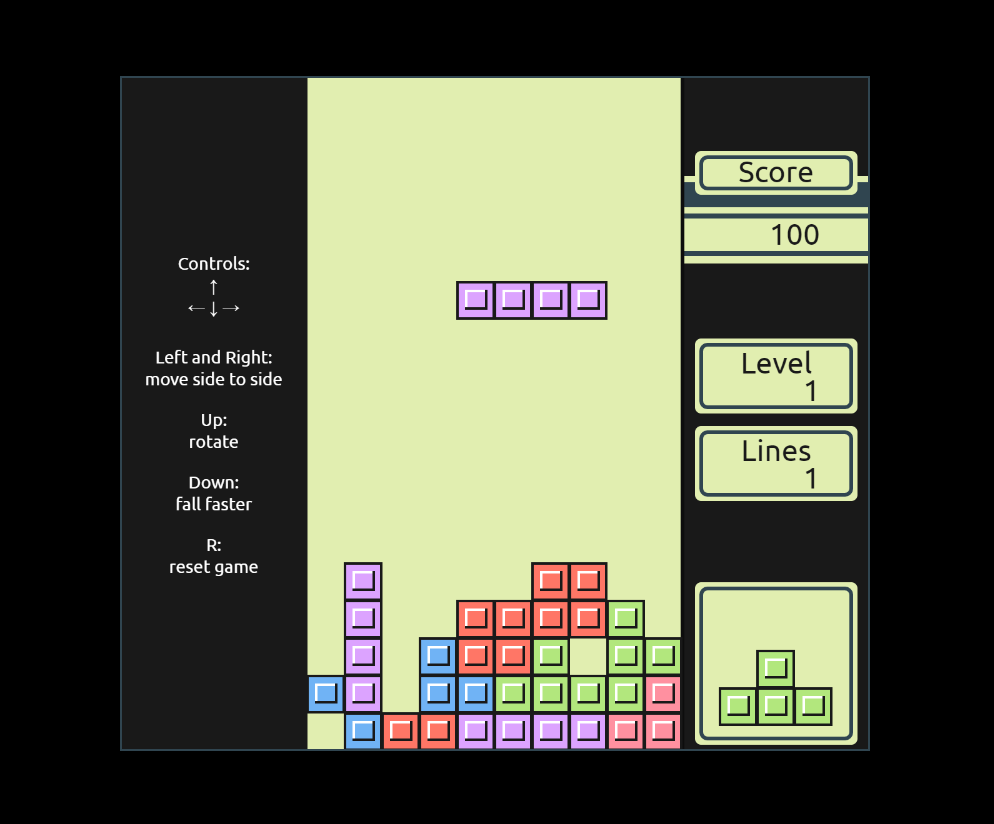 Controls:
↑
←↓→
Left and Right:
move side to side
Up:
rotate
Down:
fall faster
R:
reset game
Score
100
Level
1
Lines
1